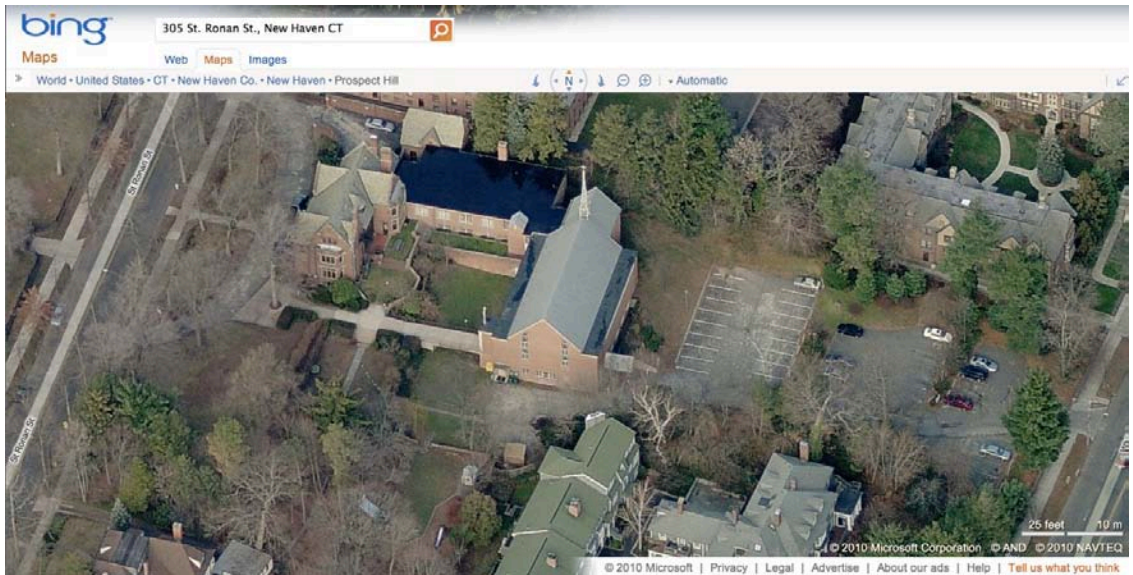 bing
305 St. Ronan St., New Haven CT
Maps
Web Maps Images
» World • United States • CT • New Haven Co. • New Haven • Prospect Hill
N
Automatic
St Ronan St
St Ronan St
25 feet 10 m
© 2010 Microsoft Corporation © AND © 2010 NAVTEQ
© 2010 Microsoft | Privacy | Legal | Advertise | About our ads | Help | Tell us what you think